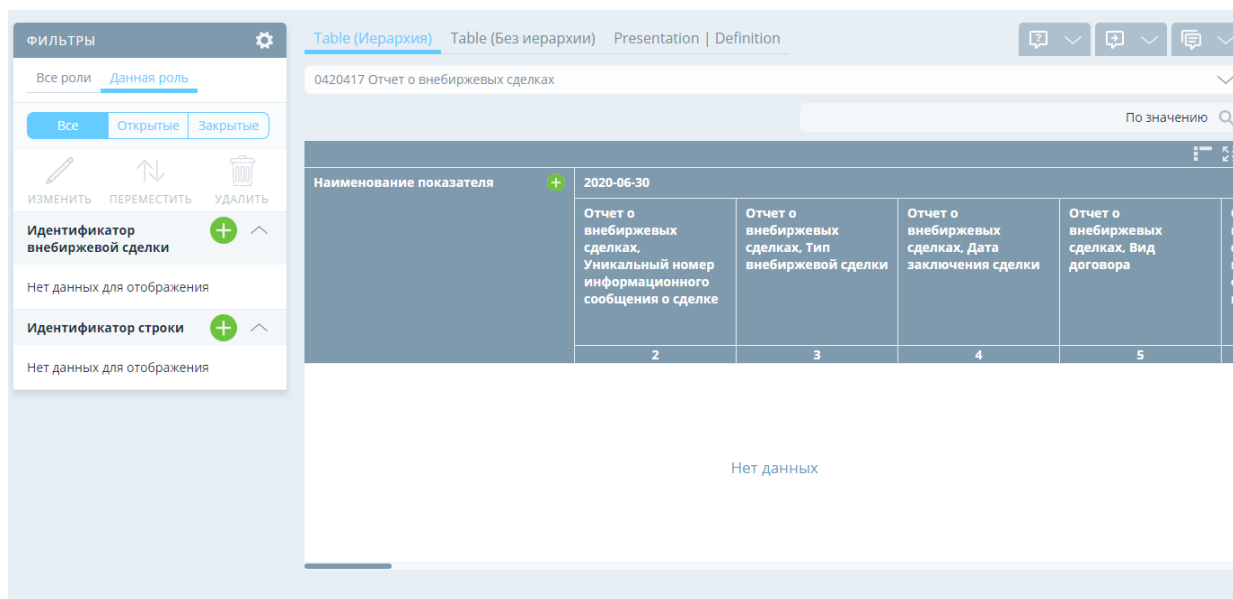 ФИЛЬТРЫ
Все роли Данная роль
Все Открытые Закрытые
ИЗМЕНИТЬ ПЕРЕМЕСТИТЬ УДАЛИТЬ
Идентификатор
внебиржевой сделки
Нет данных для отображения
Идентификатор строки
Нет данных для отображения
Table (Иерархия) Table (Без иерархии) Presentation | Definition
0420417 Отчет о внебиржевых сделках
По значению
Наименование показателя
2020-06-30
Отчет о
внебиржевых
сделках,
Уникальный номер
информационного
сообщения о сделке
Отчет о
внебиржевых
сделках, Тип
внебиржевой сделки
Отчет о
внебиржевых
сделках, Дата
заключения сделки
Отчет о
внебиржевых
сделках, Вид
договора
2 3 4 5
Нет данных